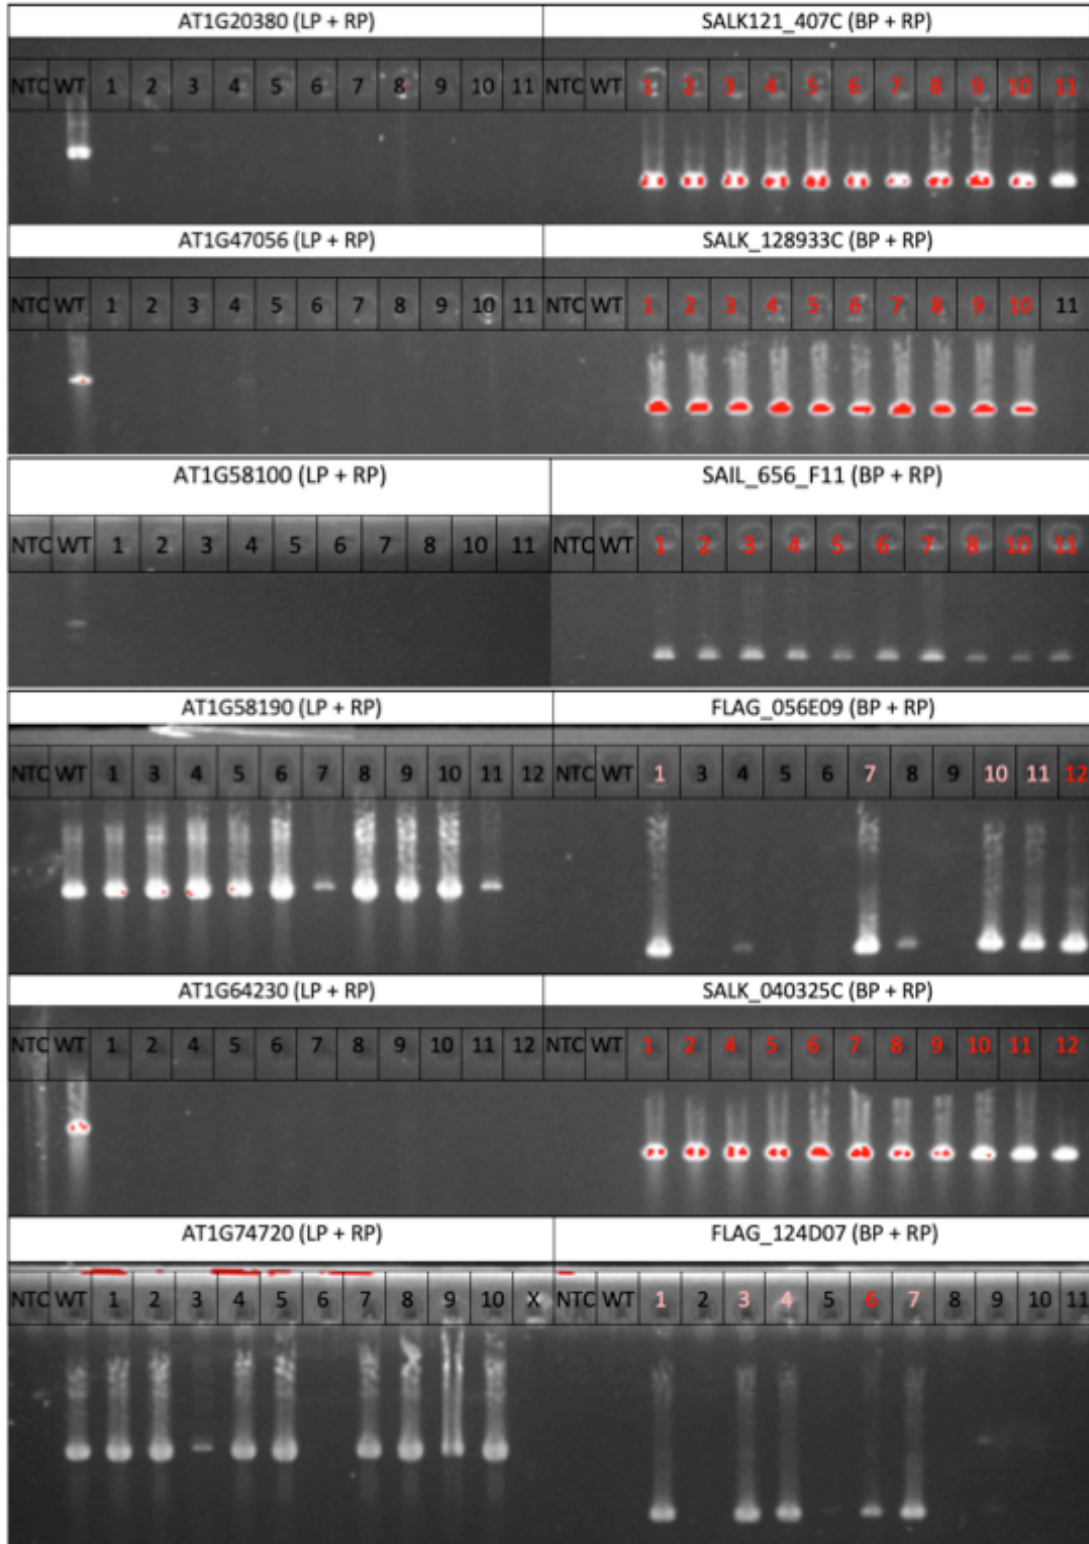 AT1G20380 (LP + RP) SALK121_407C (BP + RP)
NTC WT 1 2 3 4 5 6 7 8 9 10 11 NTC WT 1 2 3 4 5 6 7 8 9 10 11
AT1G47056 (LP + RP) SALK_128933C (BP + RP)
NTC WT 1 2 3 4 5 6 7 8 9 10 11 NTC WT 1 2 3 4 5 6 7 8 9 10 11
AT1G58100 (LP + RP) SAIL_656_F11 (BP + RP)
NTC WT 1 2 3 4 5 6 7 8 10 11 NTC WT 1 2 3 4 5 6 7 8 10 11
AT1G58190 (LP + RP) FLAG_056E09 (BP + RP)
NTC WT 1 3 4 5 6 7 8 9 10 11 12 NTC WT 1 3 4 5 6 7 8 9 10 11 12
AT1G64230 (LP + RP) SALK_040325C (BP + RP)
NTC WT 1 2 4 5 6 7 8 9 10 11 12 NTC WT 1 2 4 5 6 7 8 9 10 11 12
AT1G74720 (LP + RP) FLAG_124D07 (BP + RP)
NTC WT 1 2 3 4 5 6 7 8 9 10 X NTC WT 1 2 3 4 5 6 7 8 9 10 11